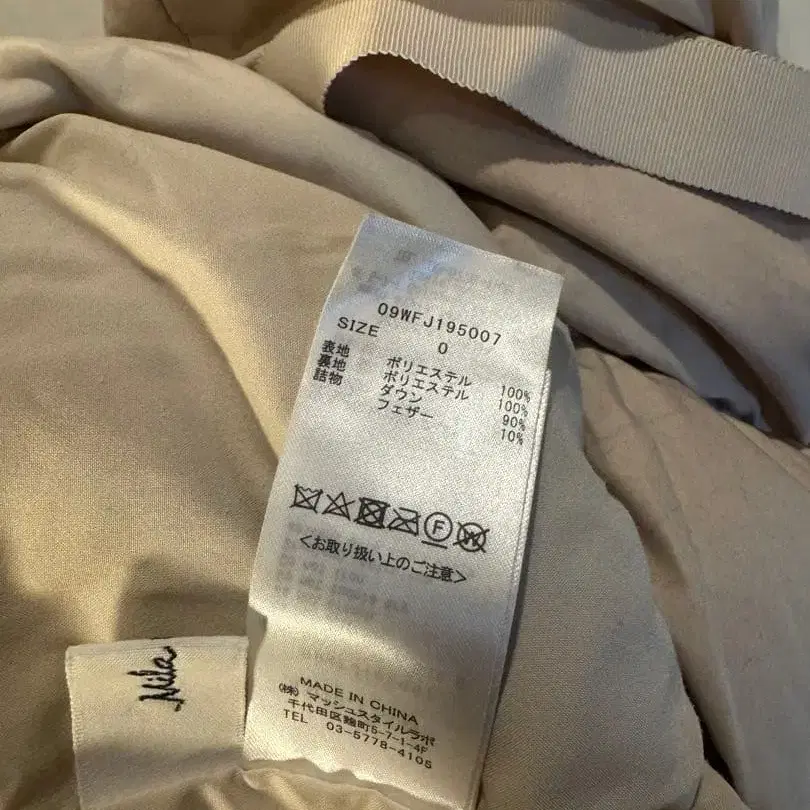 09WFJ195007
SIZE 0
表地 ポリエステル 100%
裏地 ポリエステル 100%
詰物 ダウン 90%
フェザー 10%
F W
<お取り扱い上のご注意>
MADE IN CHINA
(株)マッシュスタイルラボ
千代田区麹町5-7-1-4F
TEL 03-5778-4105
Mila